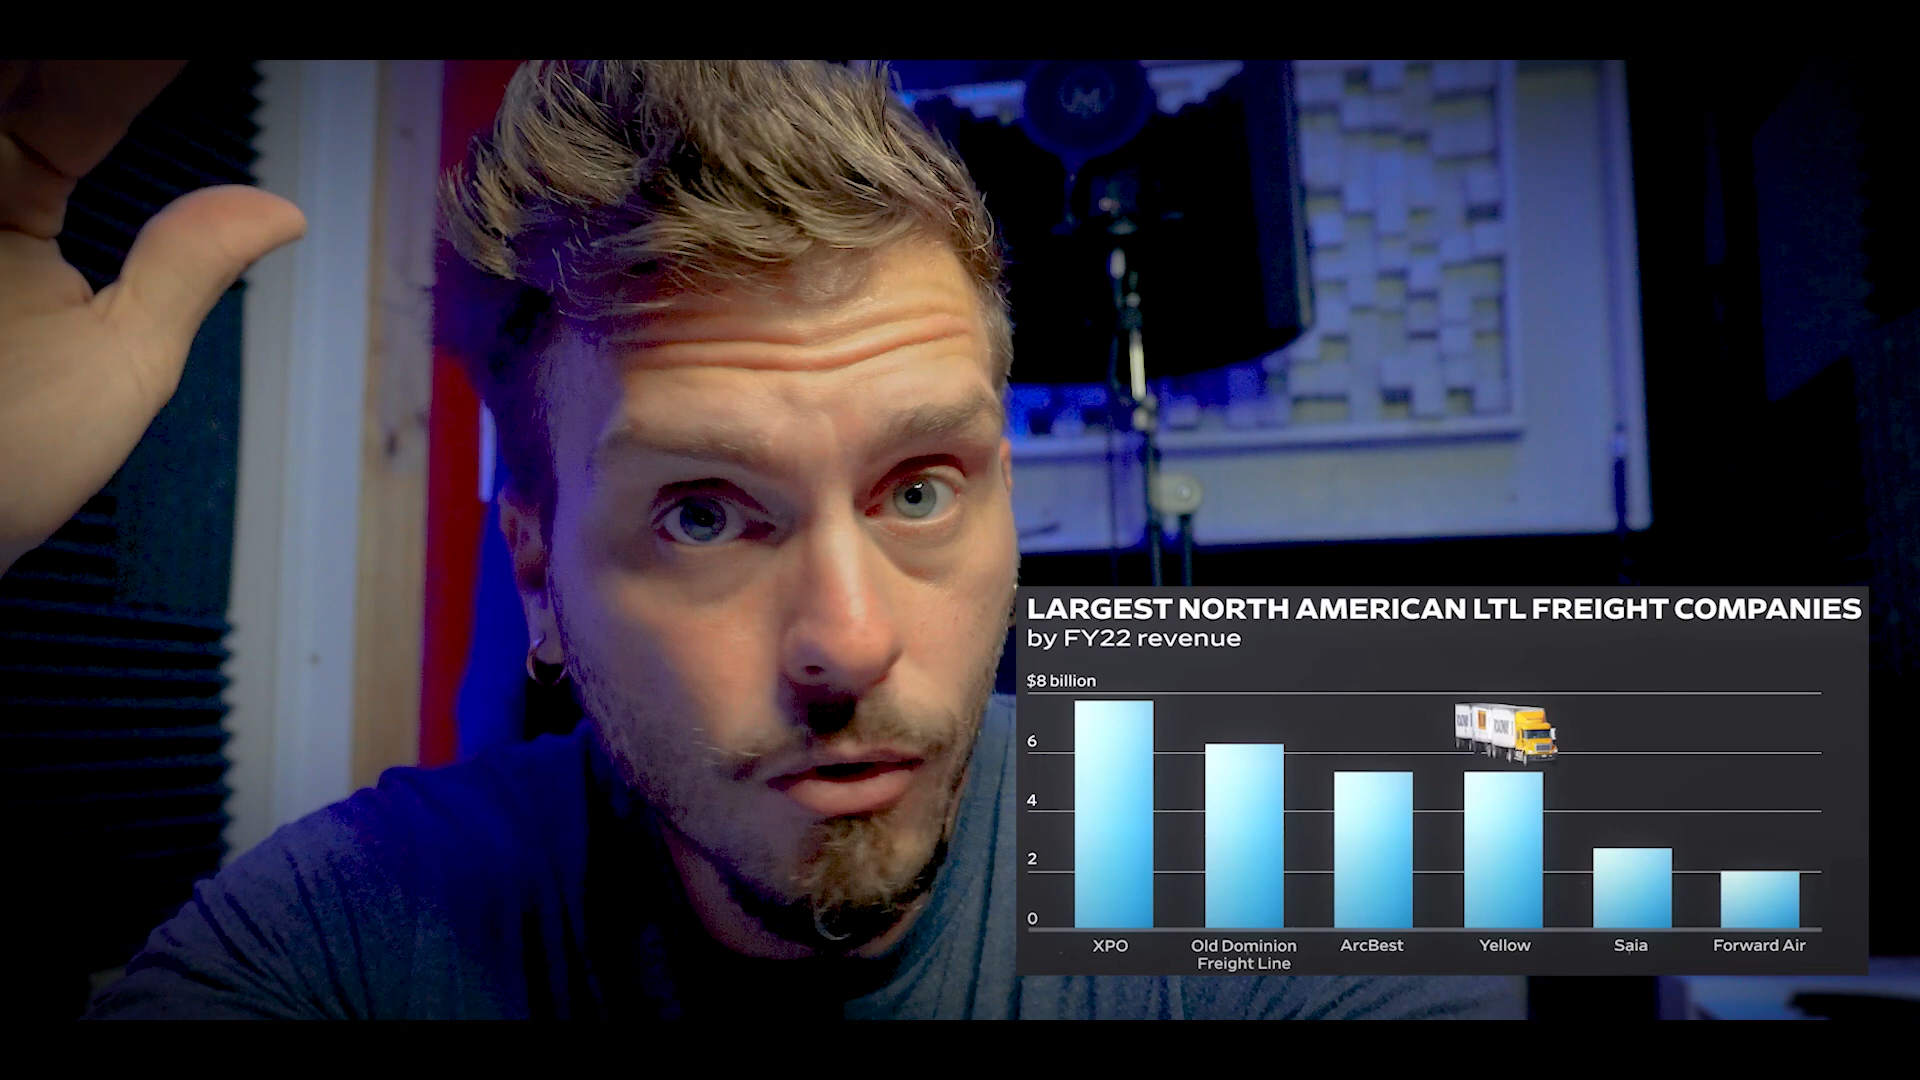 LARGEST NORTH AMERICAN LTL FREIGHT COMPANIES
by FY22 revenue
$8 billion
6
4
2
0
XPO
Old Dominion
Freight Line
ArcBest
Yellow
Saia
Forward Air